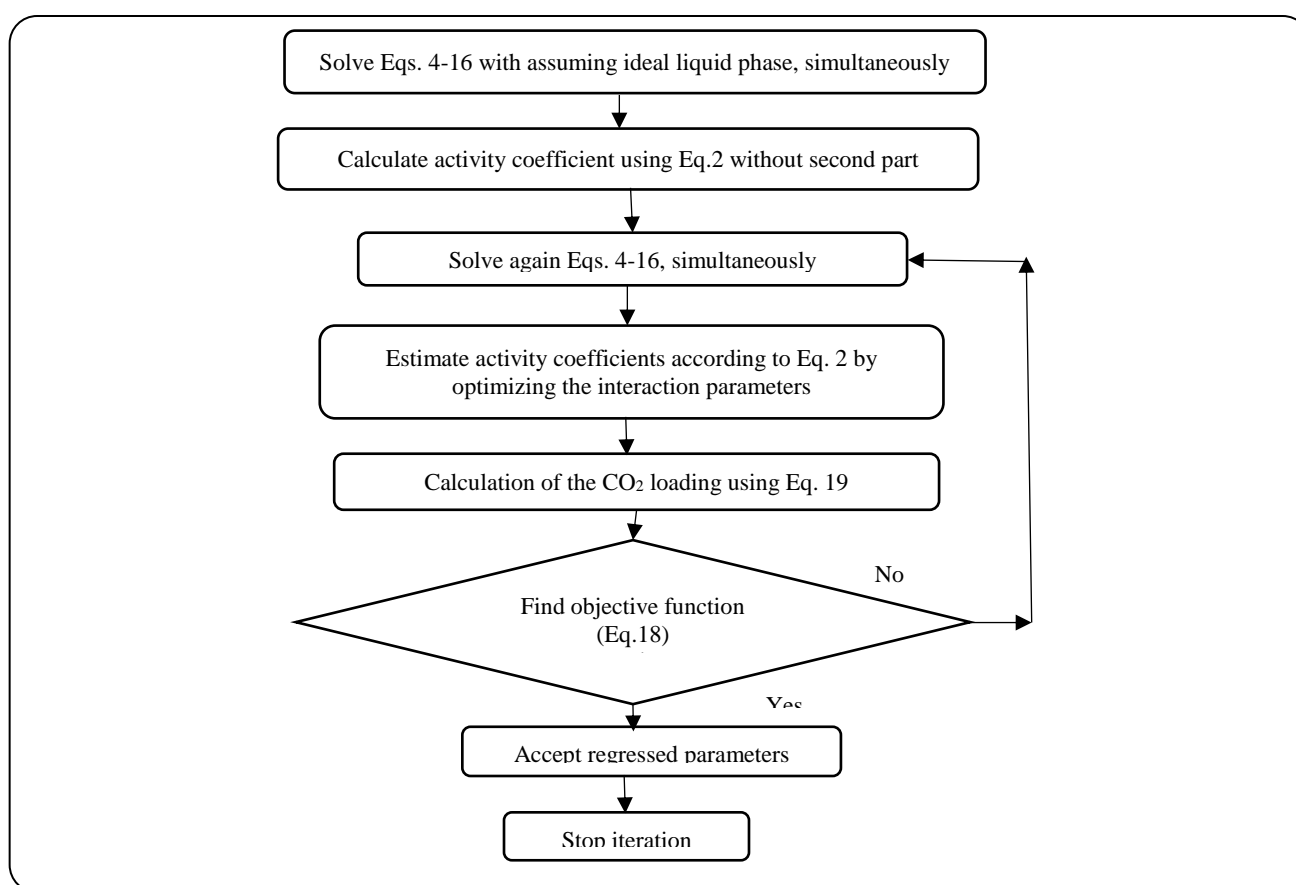 Solve Eqs. 4-16 with assuming ideal liquid phase, simultaneously
Calculate activity coefficient using Eq.2 without second part
Solve again Eqs. 4-16, simultaneously
Estimate activity coefficients according to Eq. 2 by
optimizing the interaction parameters
Calculation of the CO2 loading using Eq. 19
No
Find objective function
(Eq.18)
Yes
Accept regressed parameters
Stop iteration